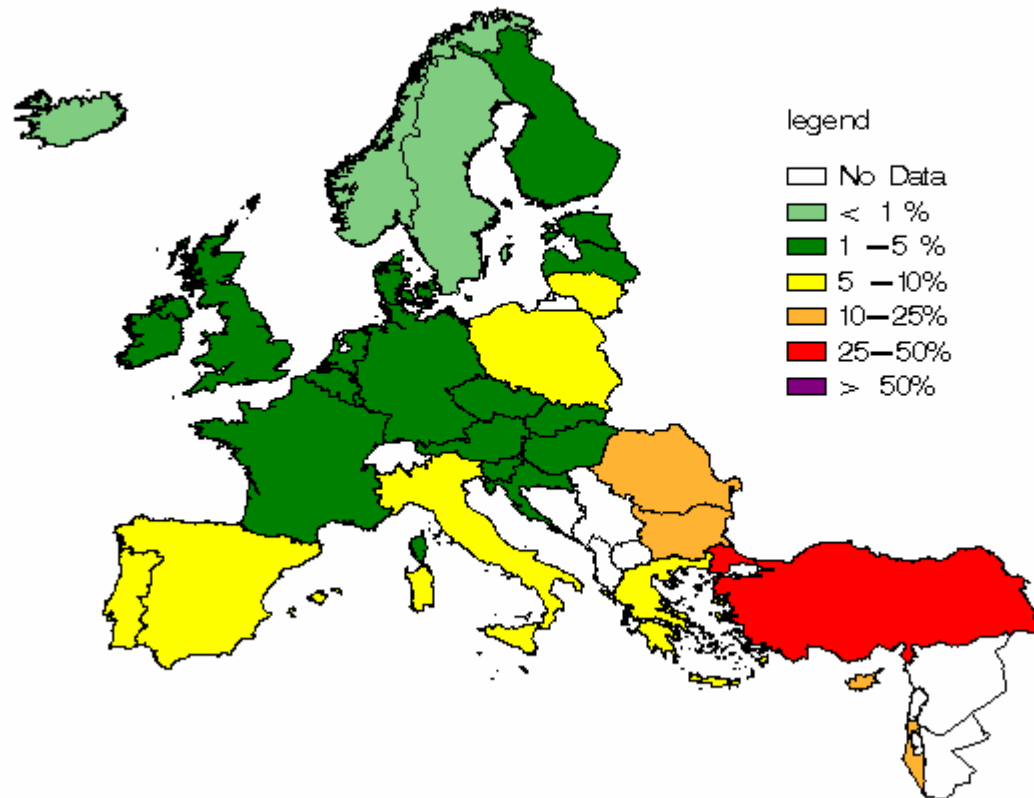 legend
No Data
< 1 %
1 –5 %
5 –10%
10–25%
25–50%
> 50%